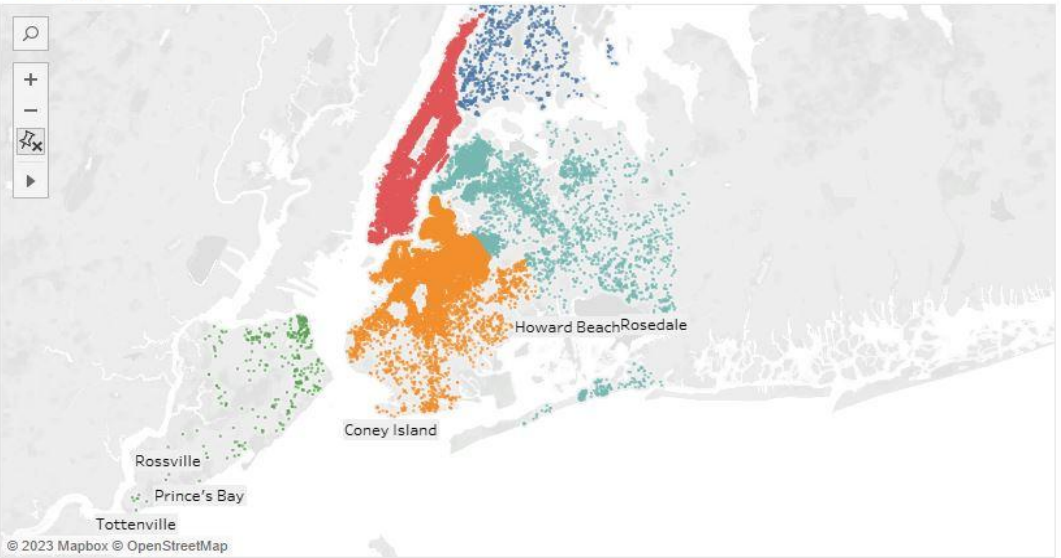 Howard Beach
Rosedale
Coney Island
Rossville
Prince's Bay
Tottenville
© 2023 Mapbox © OpenStreetMap